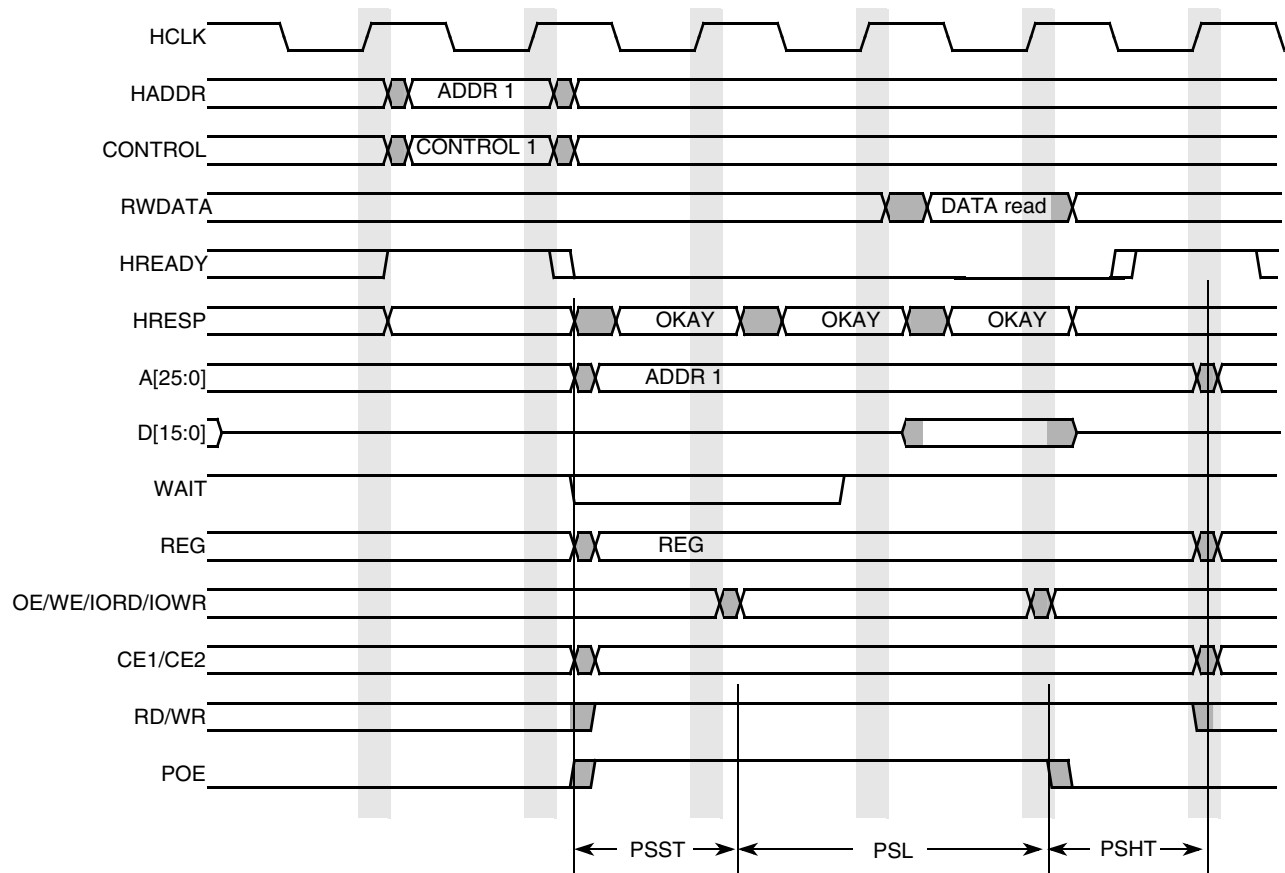 HCLK
HADDR ADDR 1
CONTROL CONTROL 1
RWDATA DATA read
HREADY
HRESP OKAY OKAY OKAY
A[25:0] ADDR 1
D[15:0]
WAIT
REG REG
OE/WE/IORD/IOWR
CE1/CE2
RD/WR
POE
PSST PSL PSHT